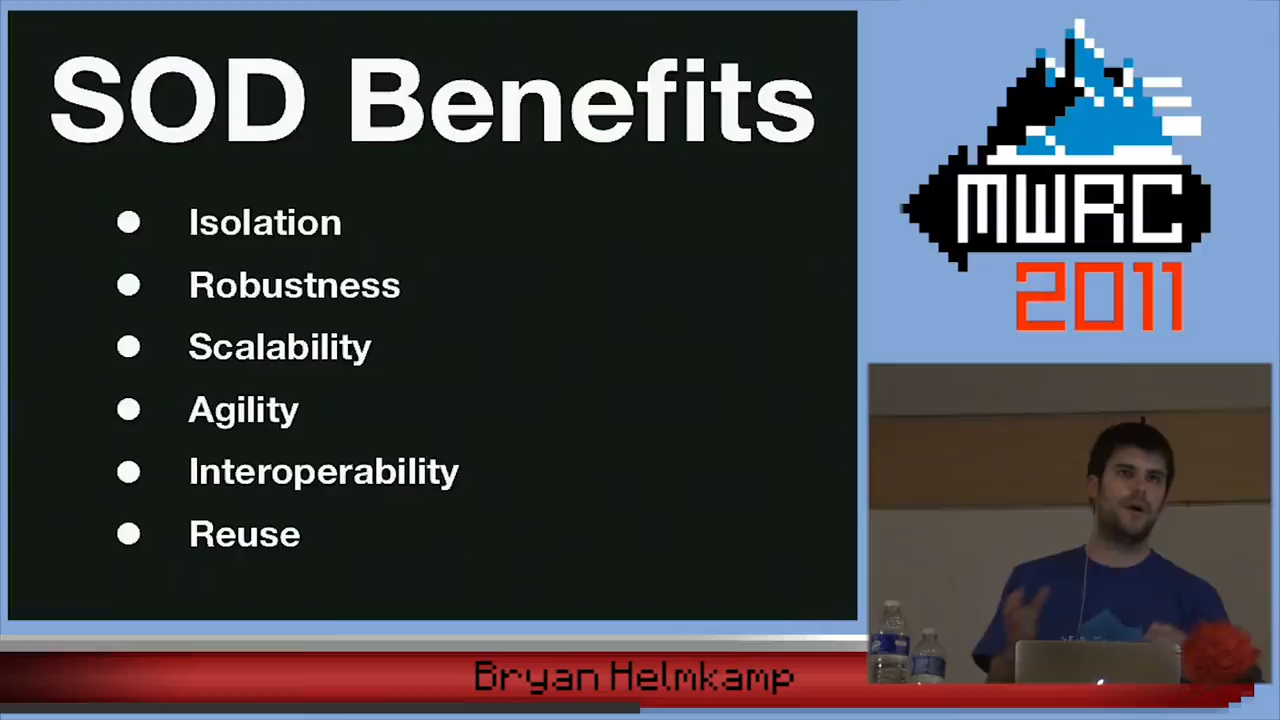 SOD Benefits
Isolation
Robustness
Scalability
Agility
Interoperability
Reuse
MWRC
2011
Bryan Helmkamp